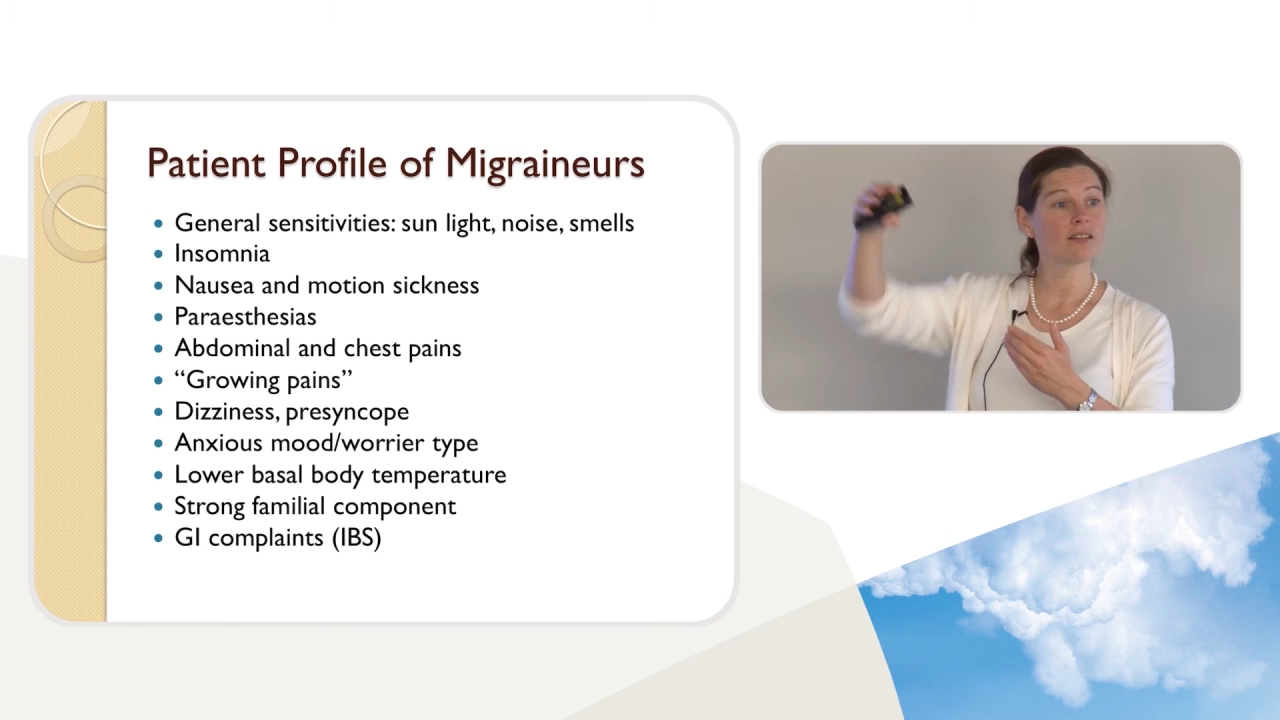 Patient Profile of Migraineurs
• General sensitivities: sun light, noise, smells
• Insomnia
• Nausea and motion sickness
• Paraesthesias
• Abdominal and chest pains
• “Growing pains”
• Dizziness, presyncope
• Anxious mood/worrier type
• Lower basal body temperature
• Strong familial component
• GI complaints (IBS)